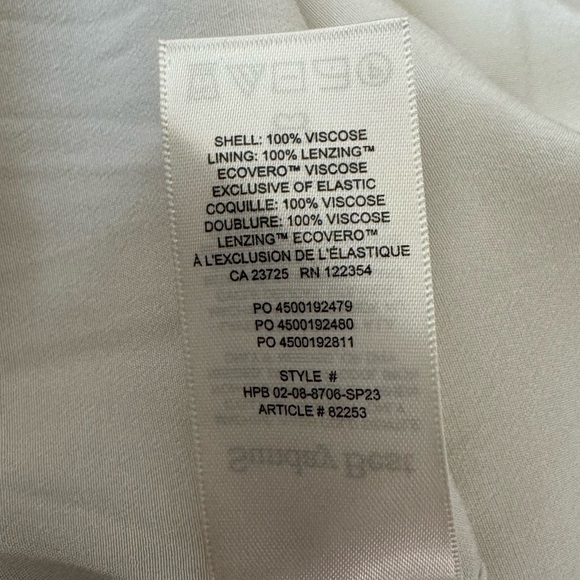 SHELL: 100% VISCOSE
LINING: 100% LENZING™
ECOVERO™ VISCOSE
EXCLUSIVE OF ELASTIC
COQUILLE: 100% VISCOSE
DOUBLURE: 100% VISCOSE
LENZING™ ECOVERO™
À L'EXCLUSION DE L'ÉLASTIQUE
CA 23725 RN 122354
PO 4500192479
PO 4500192480
PO 4500192811
STYLE #
HPB 02-08-8706-SP23
ARTICLE # 82253
Sunday Best